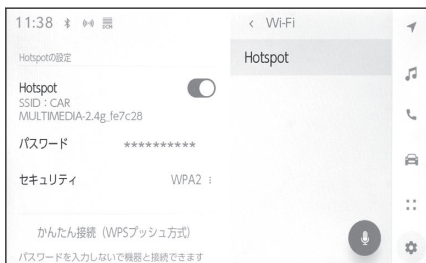 11:38
Hotspotの設定
Hotspot
SSID：CAR
MULTIMEDIA-2.4g_fe7c28
パスワード **********
セキュリティ WPA2
かんたん接続（WPSプッシュ方式）
パスワードを入力しないで機器と接続できます
< Wi-Fi
Hotspot